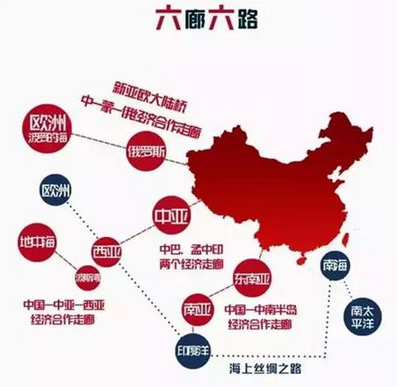 六廊六路
新亚欧大陆桥
中一蒙一俄经济合作走廊
欧洲
波罗的海
俄罗斯
欧洲
中亚
地中海
西亚
波斯湾
中巴、孟中印
两个经济走廊
东南亚
南海
中国一中亚一西亚
经济合作走廊
南亚
中国一中南半岛
经济合作走廊
南太
平洋
印度洋
海上丝绸之路